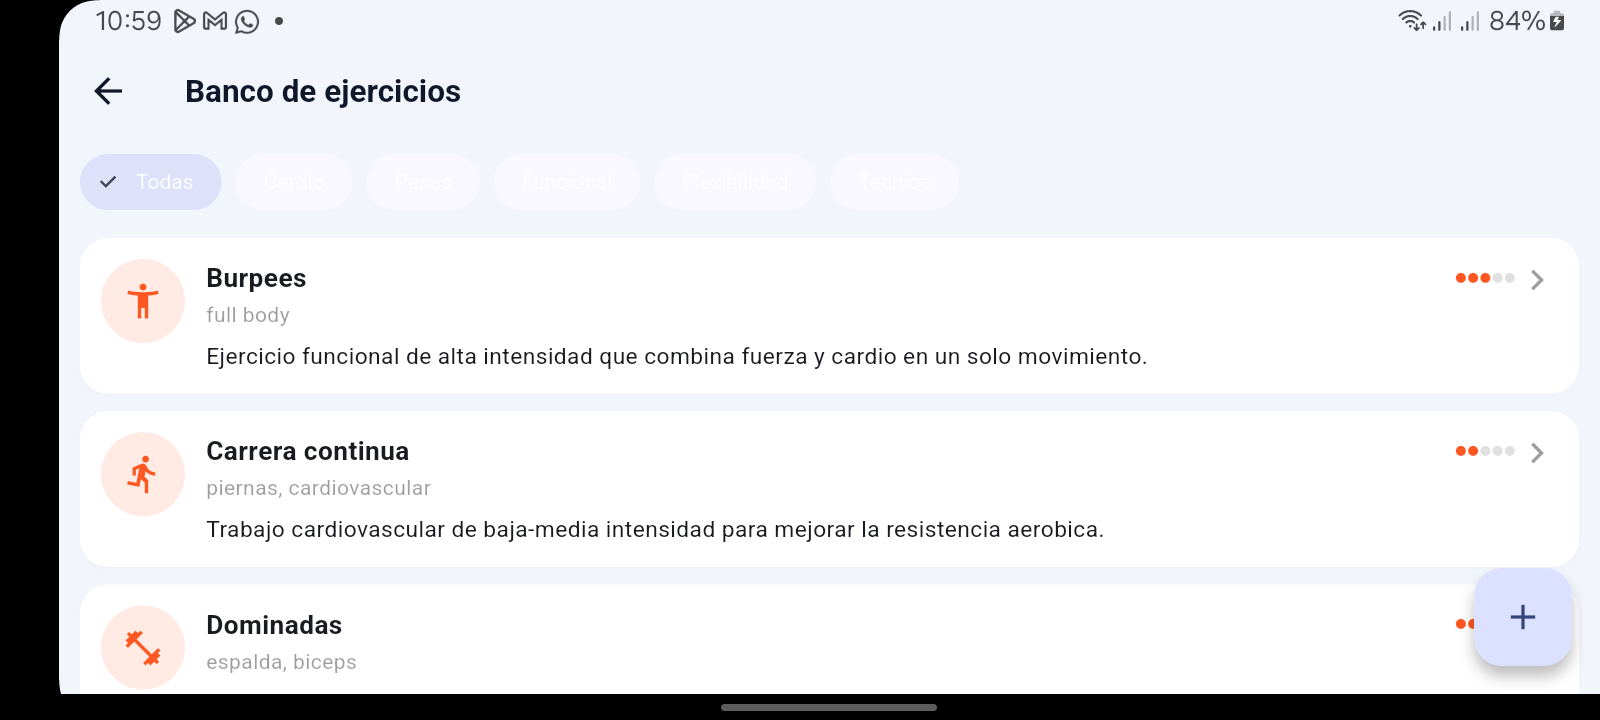 10:59
84%
Banco de ejercicios
Todas Cardio Pesas Funcional Flexibilidad Tecnica
Burpees
full body
Ejercicio funcional de alta intensidad que combina fuerza y cardio en un solo movimiento.
Carrera continua
piernas, cardiovascular
Trabajo cardiovascular de baja-media intensidad para mejorar la resistencia aerobica.
Dominadas
espalda, biceps